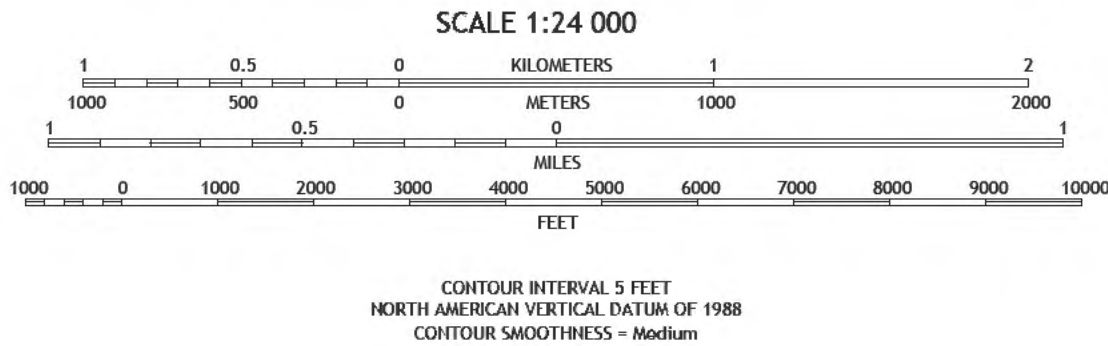 SCALE 1:24 000
1 0.5 0 KILOMETERS 1 2
1000 500 0 METERS 1000 2000
1 0.5 0 1
MILES
1000 0 1000 2000 3000 4000 5000 6000 7000 8000 9000 10000
FEET
CONTOUR INTERVAL 5 FEET
NORTH AMERICAN VERTICAL DATUM OF 1988
CONTOUR SMOOTHNESS = Medium